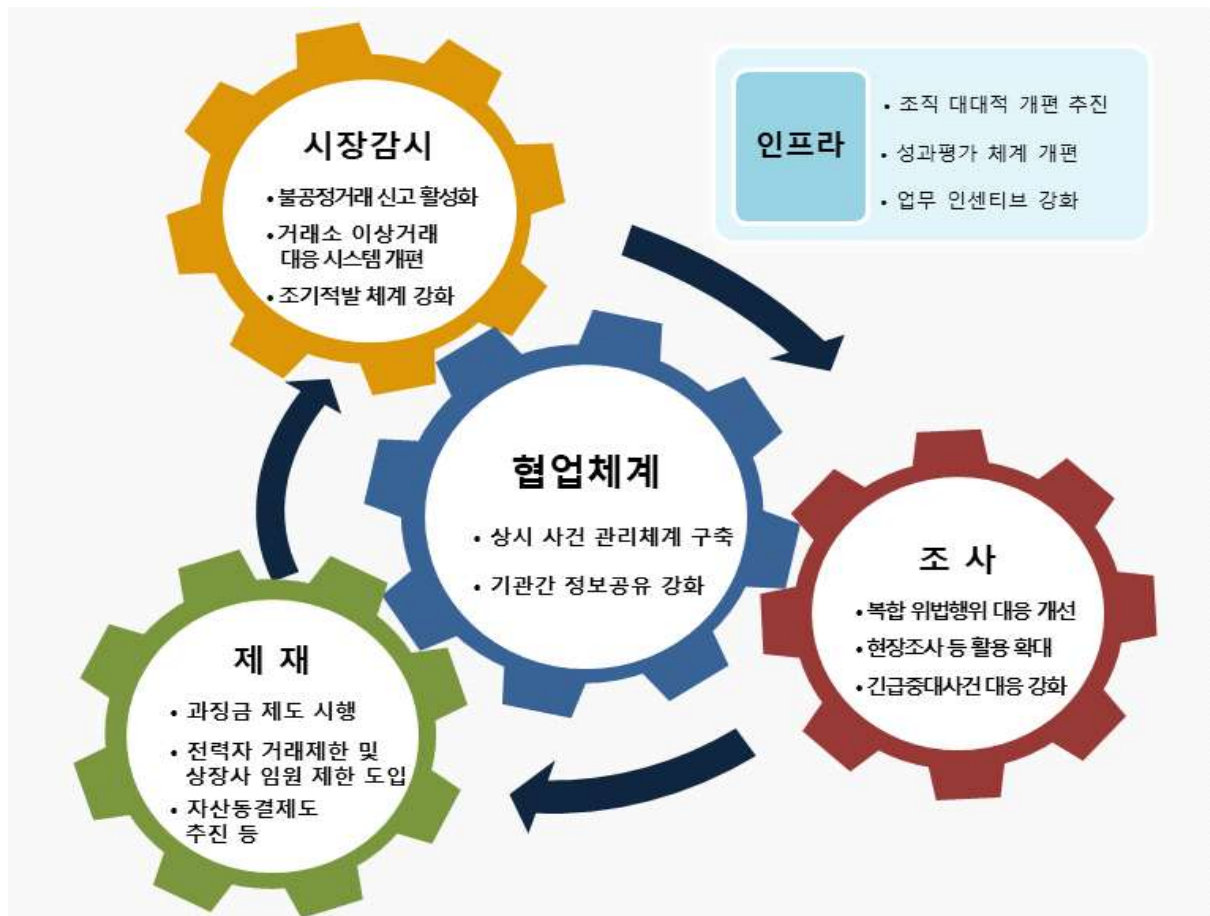 시장감시
• 불공정거래 신고 활성화
• 거래소 이상거래
대응 시스템 개편
• 조기적발 체계 강화
인프라
• 조직 대대적 개편 추진
• 성과평가 체계 개편
• 업무 인센티브 강화
협업체계
• 상시 사건 관리체계 구축
• 기관간 정보공유 강화
조 사
• 복합 위법행위 대응 개선
• 현장조사 등 활용 확대
• 긴급중대사건 대응 강화
제 재
• 과징금 제도 시행
• 전력자 거래제한 및
상장사 임원 제한 도입
• 자산동결제도
추진 등